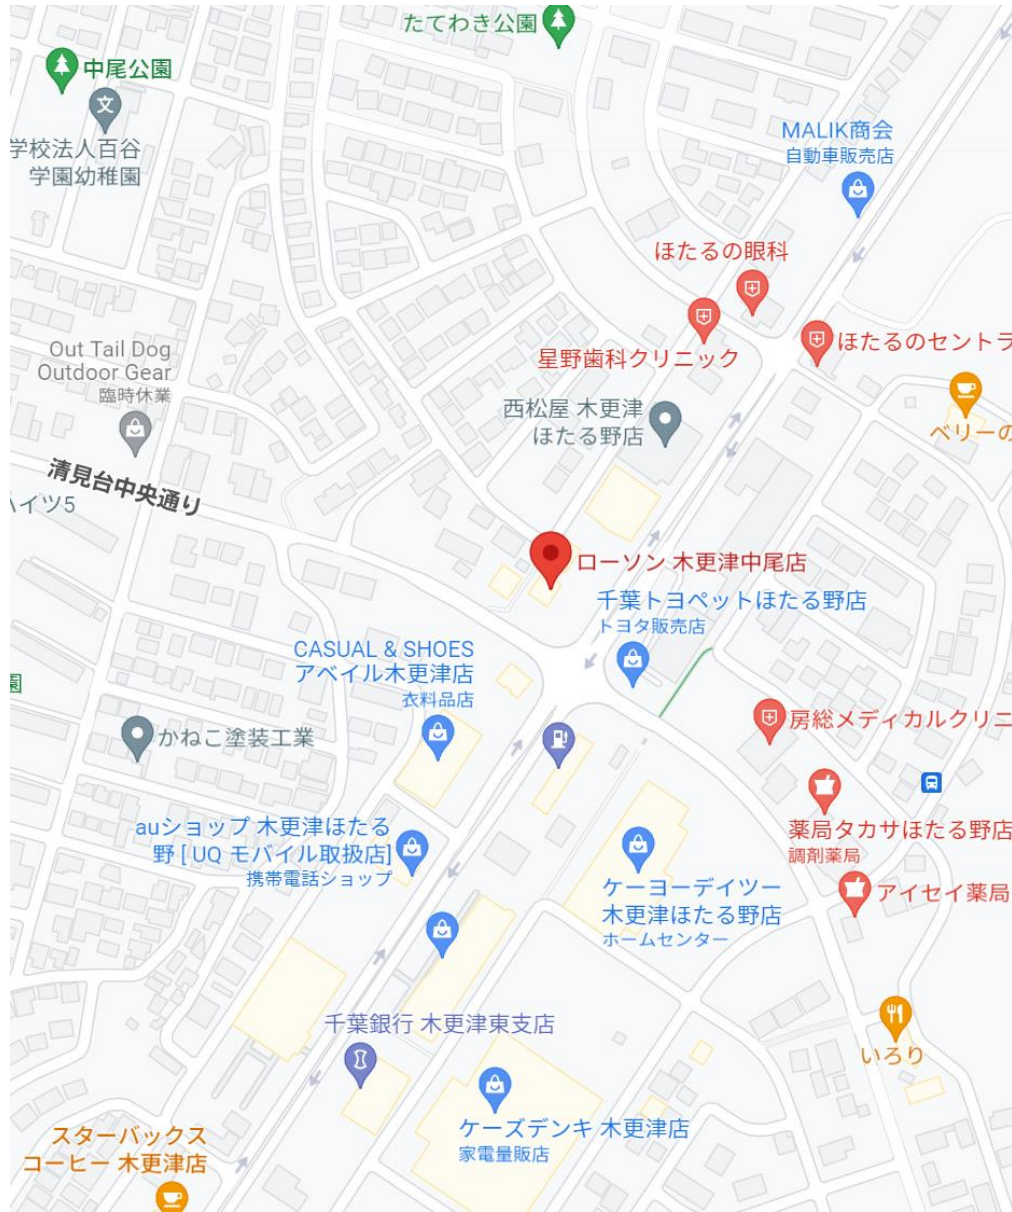 たてわき公園
中尾公園
学校法人百谷
学園幼稚園
MALIK商会
自動車販売店
ほたるの眼科
星野歯科クリニック
ほたるのセントラ
Out Tail Dog
Outdoor Gear
臨時休業
西松屋 木更津
ほたる野店
ベリーの
清見台中央通り
ハイツ5
ローソン 木更津中尾店
千葉トヨペットほたる野店
トヨタ販売店
CASUAL & SHOES
アベイル木更津店
衣料品店
園
房総メディカルクリニ
かねこ塗装工業
auショップ 木更津ほたる
野 [ UQ モバイル取扱店]
携帯電話ショップ
薬局タカサほたる野店
調剤薬局
ケーヨーデイツー
木更津ほたる野店
ホームセンター
アイセイ薬局
千葉銀行 木更津東支店
いろり
ケーズデンキ 木更津店
家電量販店
スターバックス
コーヒー 木更津店